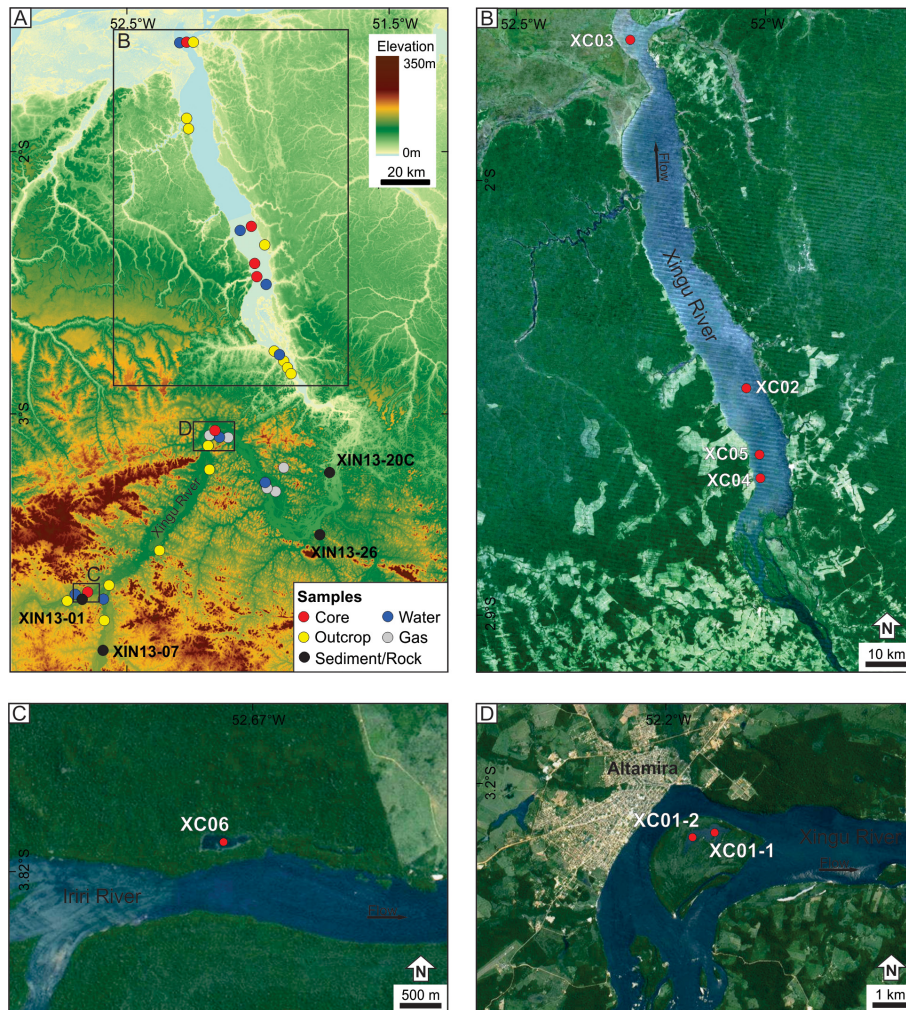 A
52.5°W
51.5°W
B
Elevation
350m
0m
20 km
2°S
3°S
D
Xingu River
XIN13-20C
XIN13-26
C
XIN13-01
XIN13-07
Samples
Core
Water
Outcrop
Gas
Sediment/Rock
B
52.5°W
52°W
XC03
2°S
Flow
Xingu River
XC02
XC05
XC04
2.9°S
N
10 km
C
52.67°W
XC06
3.82°S
Iriri River
Flow
N
500 m
D
52.2°W
3.2°S
Altamira
XC01-2
XC01-1
Xingu River
Flow
N
1 km